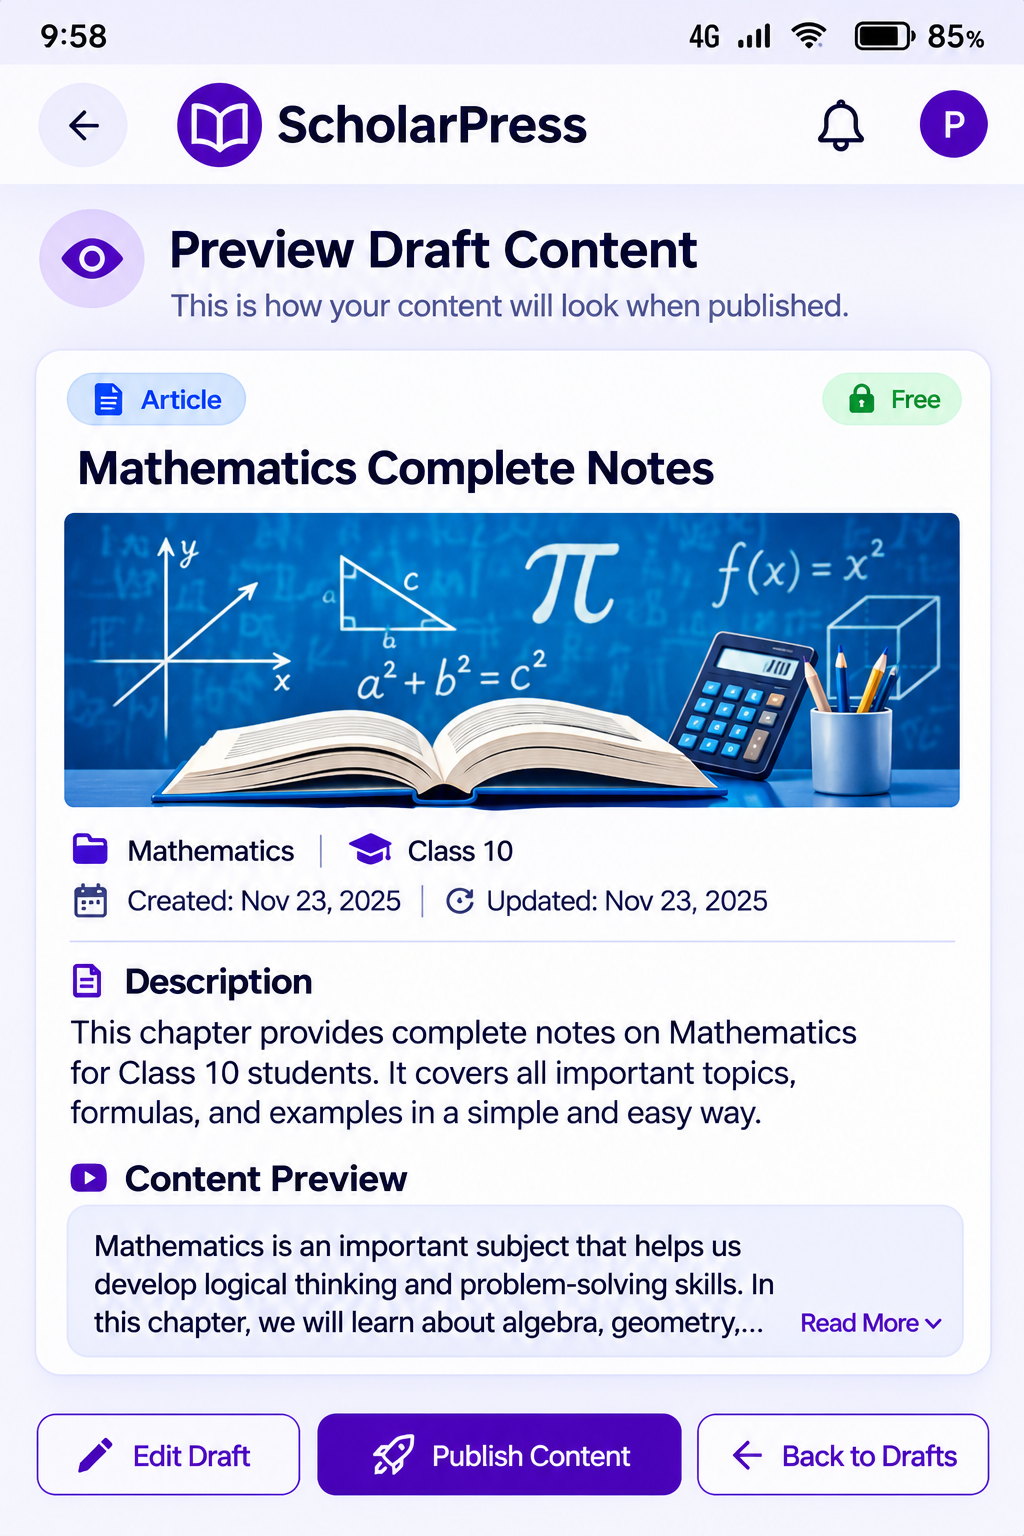 9:58 4G 85%
ScholarPress P
Preview Draft Content
This is how your content will look when published.
Article Free
Mathematics Complete Notes
y
x
a c
b
a² + b² = c²
π
f(x) = x²
Mathematics | Class 10
Created: Nov 23, 2025 | Updated: Nov 23, 2025
Description
This chapter provides complete notes on Mathematics
for Class 10 students. It covers all important topics,
formulas, and examples in a simple and easy way.
Content Preview
Mathematics is an important subject that helps us
develop logical thinking and problem-solving skills. In
this chapter, we will learn about algebra, geometry,... Read More
Edit Draft Publish Content Back to Drafts